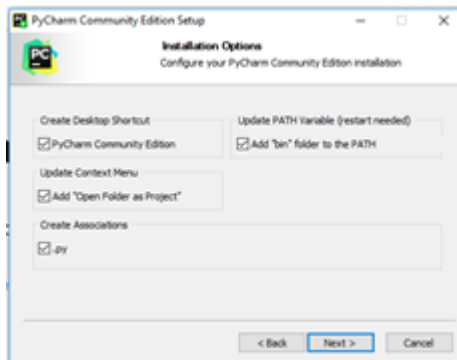 PyCharm Community Edition Setup
PC
Installation Options
Configure your PyCharm Community Edition installation
Create Desktop Shortcut
PyCharm Community Edition
Update PATH Variable (restart needed)
Add "bin" folder to the PATH
Update Context Menu
Add "Open Folder as Project"
Create Associations
.py
< Back
Next >
Cancel